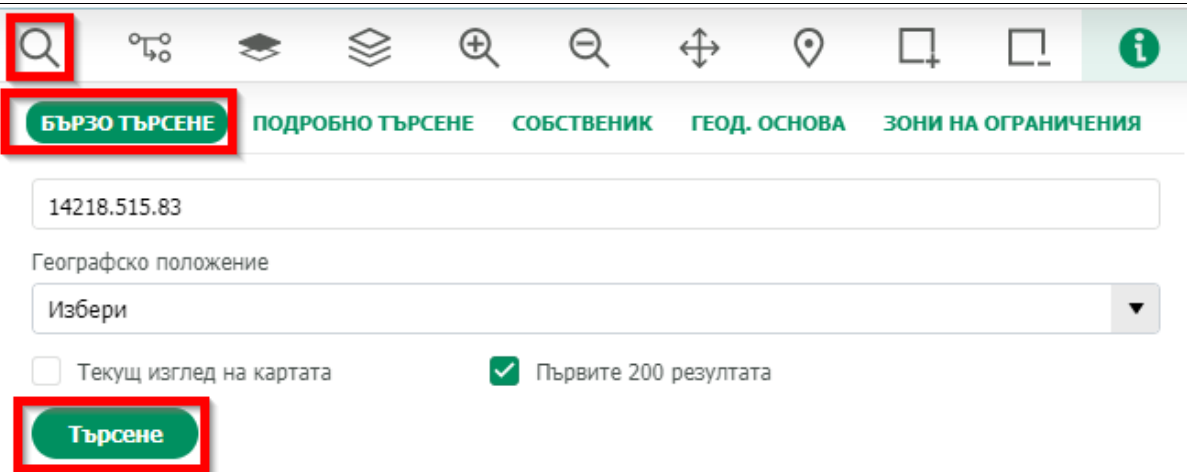 БЪРЗО ТЪРСЕНЕ ПОДРОБНО ТЪРСЕНЕ СОБСТВЕНИК ГЕОД. ОСНОВА ЗОНИ НА ОГРАНИЧЕНИЯ
14218.515.83
Географско положение
Избери
Текущ изглед на картата Първите 200 резултата
Търсене